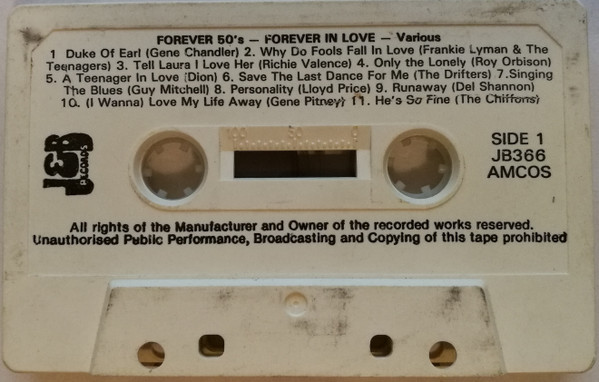 FOREVER 50's — FOREVER IN LOVE — Various
1 Duke Of Earl (Gene Chandler) 2. Why Do Fools Fall In Love (Frankie Lyman & The
Teenagers) 3. Tell Laura I Love Her (Richie Valence) 4. Only the Lonely (Roy Orbison)
5. A Teenager In Love (Dion) 6. Save The Last Dance For Me (The Drifters) 7.Singing
The Blues (Guy Mitchell) 8. Personality (Lloyd Price) 9. Runaway (Del Shannon)
10. (I Wanna) Love My Life Away (Gene Pitney) 11. He's So Fine (The Chiffons)
J&B
RECORDS
SIDE 1
JB366
AMCOS
100 50 0
All rights of the Manufacturer and Owner of the recorded works reserved.
Unauthorised Public Performance, Broadcasting and Copying of this tape prohibited